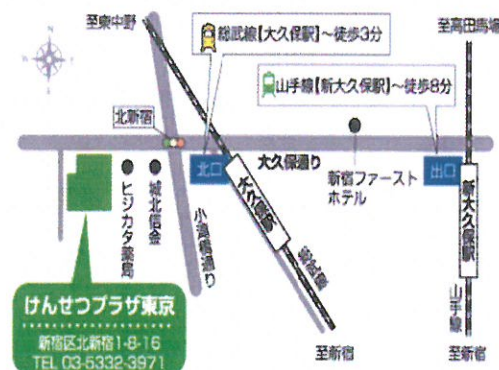 至東中野
総武線【大久保駅】~徒歩3分
至高田馬場
山手線【新大久保駅】~徒歩8分
北新宿
北口
大久保通り
新宿ファースト
ホテル
出口
大久保駅
新大久保駅
ヒジカタ薬局
城北信金
小滝橋通り
総武線
山手線
けんせつプラザ東京
新宿区北新宿1-8-16
TEL 03-5332-3971
至新宿
至新宿